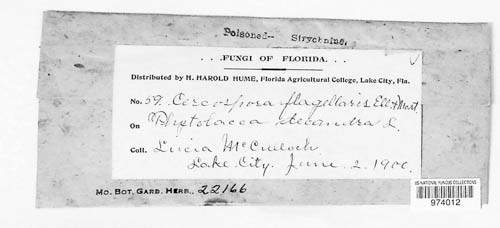 Poisoned-- Strychnine.
. . .FUNGI OF FLORIDA. . . .
Distributed by H. HAROLD HUME, Florida Agricultural College, Lake City, Fla.
No. 59. Cercospora flagellaris Ell & Mart
On Phytolacca decandra L.
Coll. Lucia McCulloch
Lake City. June 2. 1900.
MO. BOT. GARD. HERB., 22166
US NATIONAL FUNGUS COLLECTIONS
974012